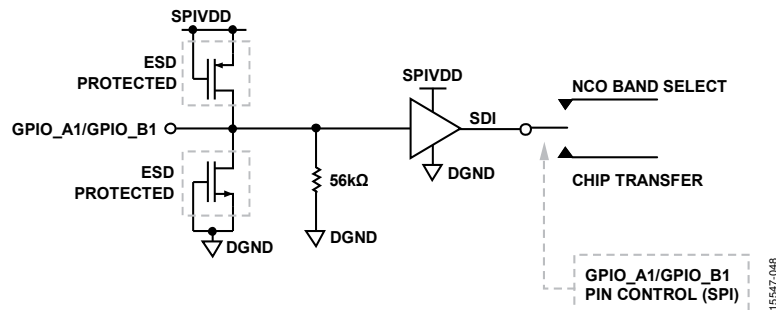 SPIVDD
ESD
PROTECTED
SPIVDD
NCO BAND SELECT
SDI
GPIO_A1/GPIO_B1
ESD
PROTECTED
56kΩ
DGND
CHIP TRANSFER
DGND
DGND
GPIO_A1/GPIO_B1
PIN CONTROL (SPI)
15547-048